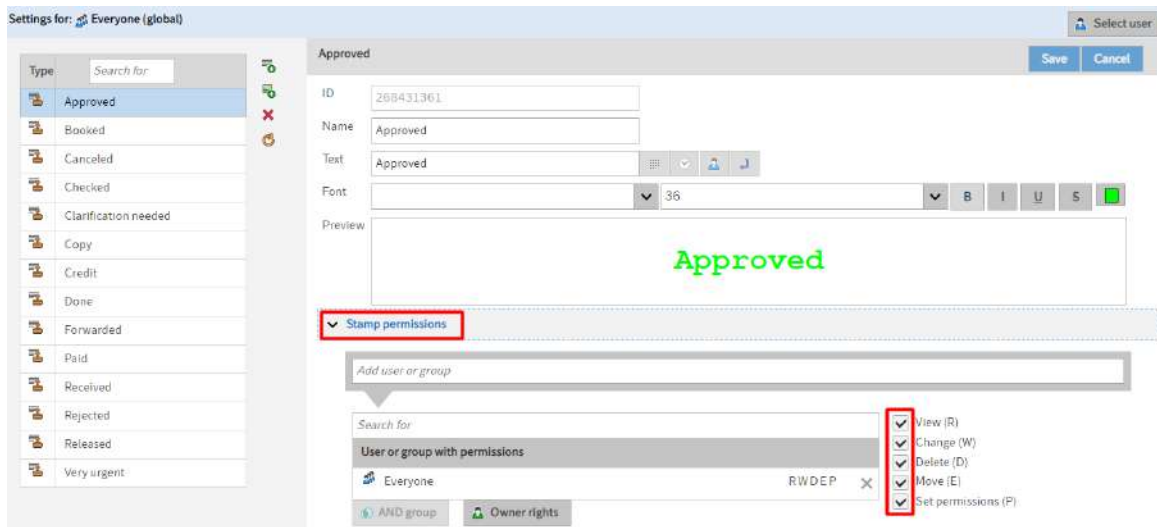 Settings for: Everyone (global)
Select user
Type Search for
Approved
Booked
Canceled
Checked
Clarification needed
Copy
Credit
Done
Forwarded
Paid
Received
Rejected
Released
Very urgent
Approved
Save Cancel
ID 268431361
Name Approved
Text Approved
Font 36 B I U S
Preview
Approved
Stamp permissions
Add user or group
Search for
User or group with permissions
Everyone RWDEP
AND group Owner rights
View (R)
Change (W)
Delete (D)
Move (E)
Set permissions (P)